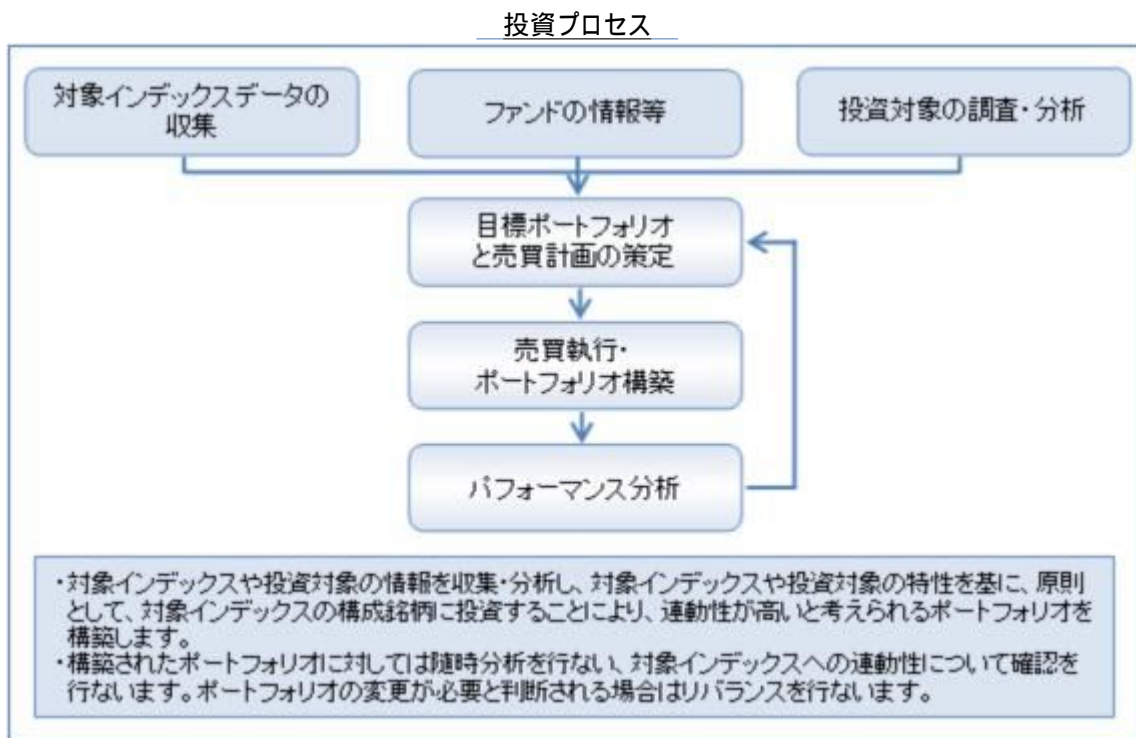 投資プロセス
対象インデックスデータの
収集
ファンドの情報等
投資対象の調査・分析
目標ポートフォリオ
と売買計画の策定
売買執行・
ポートフォリオ構築
パフォーマンス分析
・対象インデックスや投資対象の情報を収集・分析し、対象インデックスや投資対象の特性を基に、原則
として、対象インデックスの構成銘柄に投資することにより、連動性が高いと考えられるポートフォリオを
構築します。
・構築されたポートフォリオに対しては随時分析を行ない、対象インデックスへの連動性について確認を
行ないます。ポートフォリオの変更が必要と判断される場合はリバランスを行ないます。